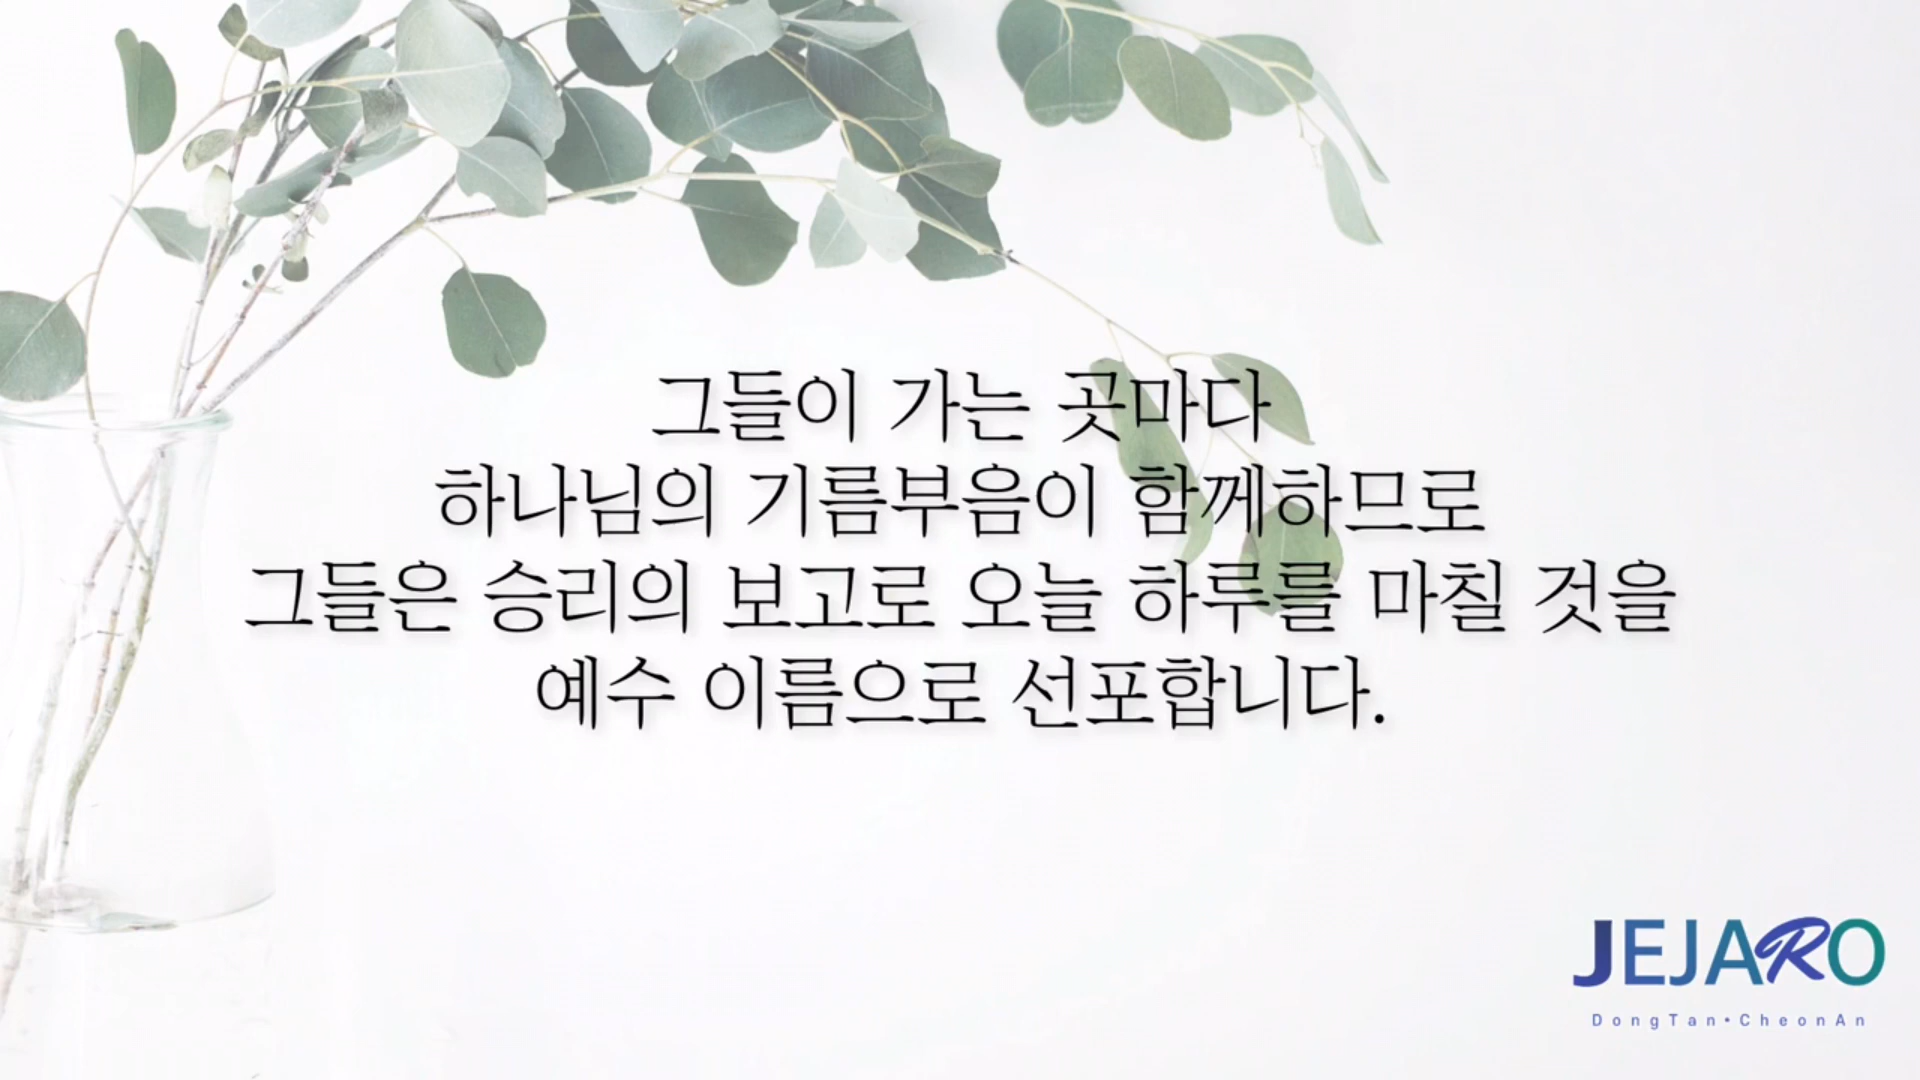 그들이 가는 곳마다
하나님의 기름부음이 함께하므로
그들은 승리의 보고로 오늘 하루를 마칠 것을
예수 이름으로 선포합니다.
JEJARO
DongTan•CheonAn